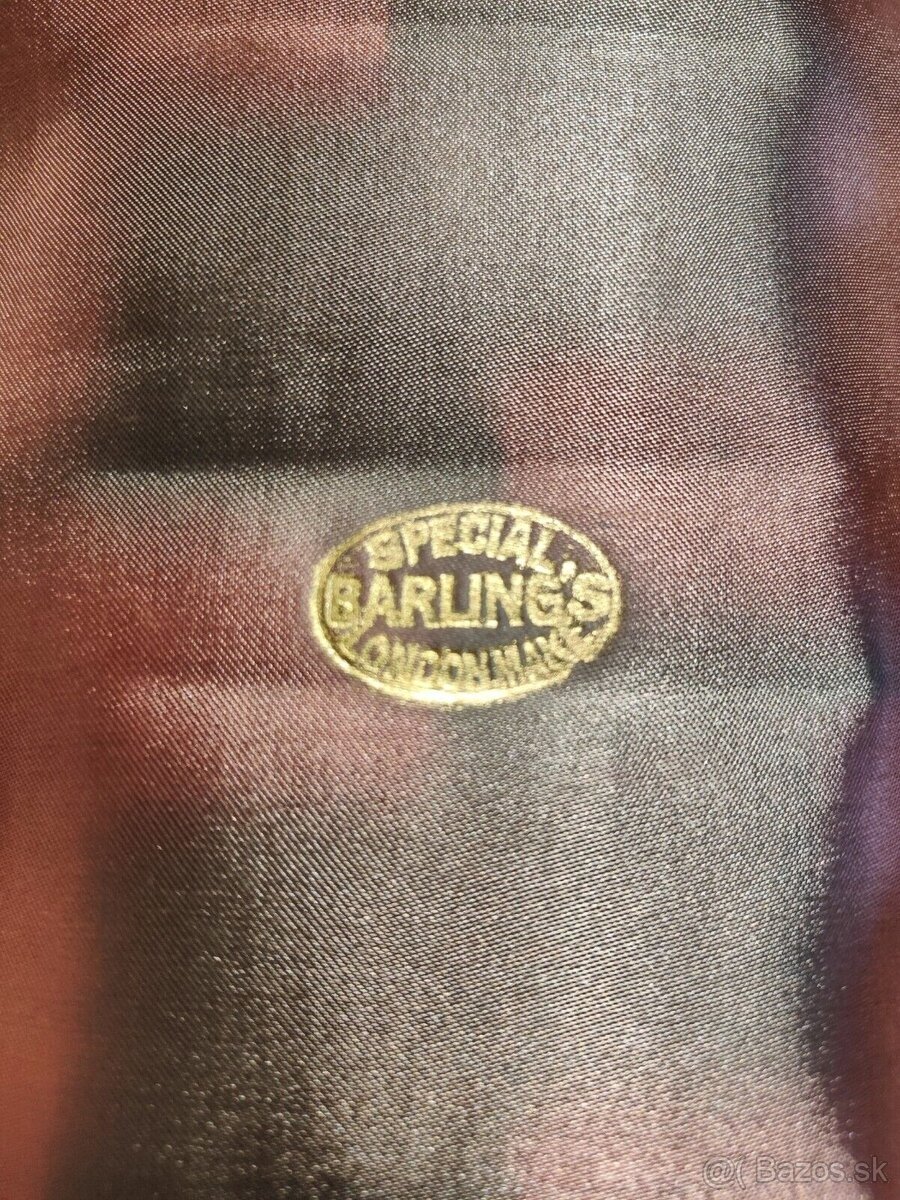 SPECIAL
BARLING'S
LONDON.MAKE
@( Bazos.sk